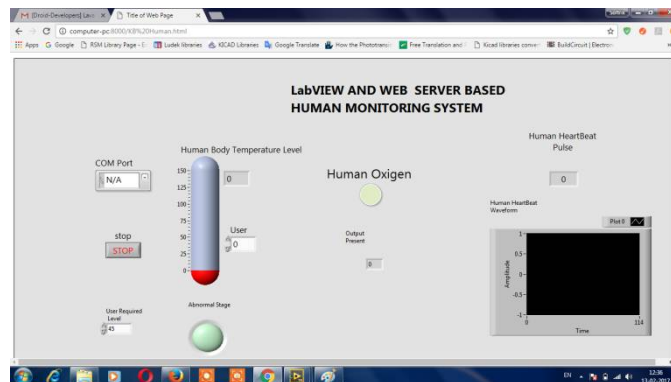 [Droid-Developers] Lav
Title of Web Page
computer-pc:8000/KB%20Human.html
Apps
Google
RSM Library Page - S
Ludek libraries
KICAD Libraries
Google Translate
How the Phototransi
Free Translation and
Kicad libraries conver
BuildCircuit | Electron
LabVIEW AND WEB SERVER BASED
HUMAN MONITORING SYSTEM
Human HeartBeat
Pulse
0
Human Body Temperature Level
COM Port
N/A
150-
125-
100-
75-
50-
25-
0-
0
Human Oxigen
Human HeartBeat
Waveform
Plot 0
stop
STOP
User
0
Output
Present
0
Amplitude
1-
0-
-0.5-
-1-
0
114
Time
User Required
Level
45
Abnormal Stage
EN
12:36